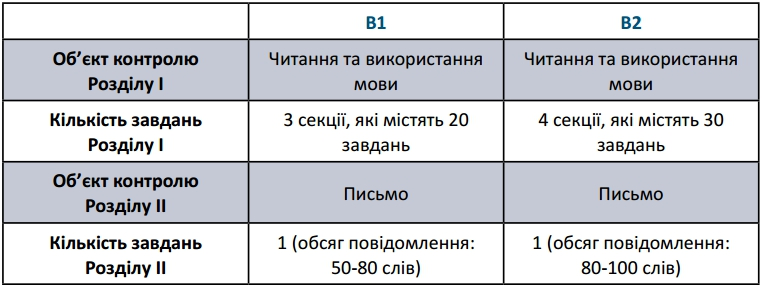 B1 B2
Об’єкт контролю Читання та використання Читання та використання
Розділу I мови мови
Кількість завдань 3 секції, які містять 20 4 секції, які містять 30
Розділу I завдань завдань
Об’єкт контролю Письмо Письмо
Розділу II
Кількість завдань 1 (обсяг повідомлення: 1 (обсяг повідомлення:
Розділу II 50-80 слів) 80-100 слів)